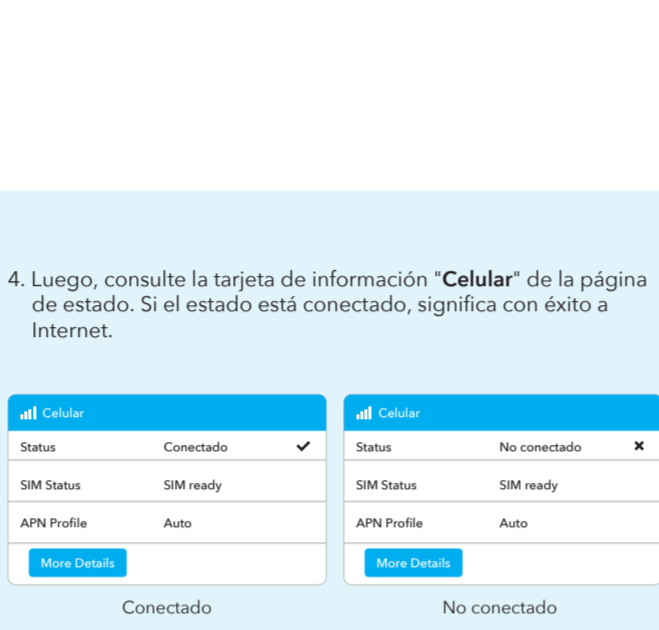 4. Luego, consulte la tarjeta de información "Celular" de la página
de estado. Si el estado está conectado, significa con éxito a
Internet.
Celular
Status Conectado ✔
SIM Status SIM ready
APN Profile Auto
More Details
Conectado
Celular
Status No conectado ✖
SIM Status SIM ready
APN Profile Auto
More Details
No conectado